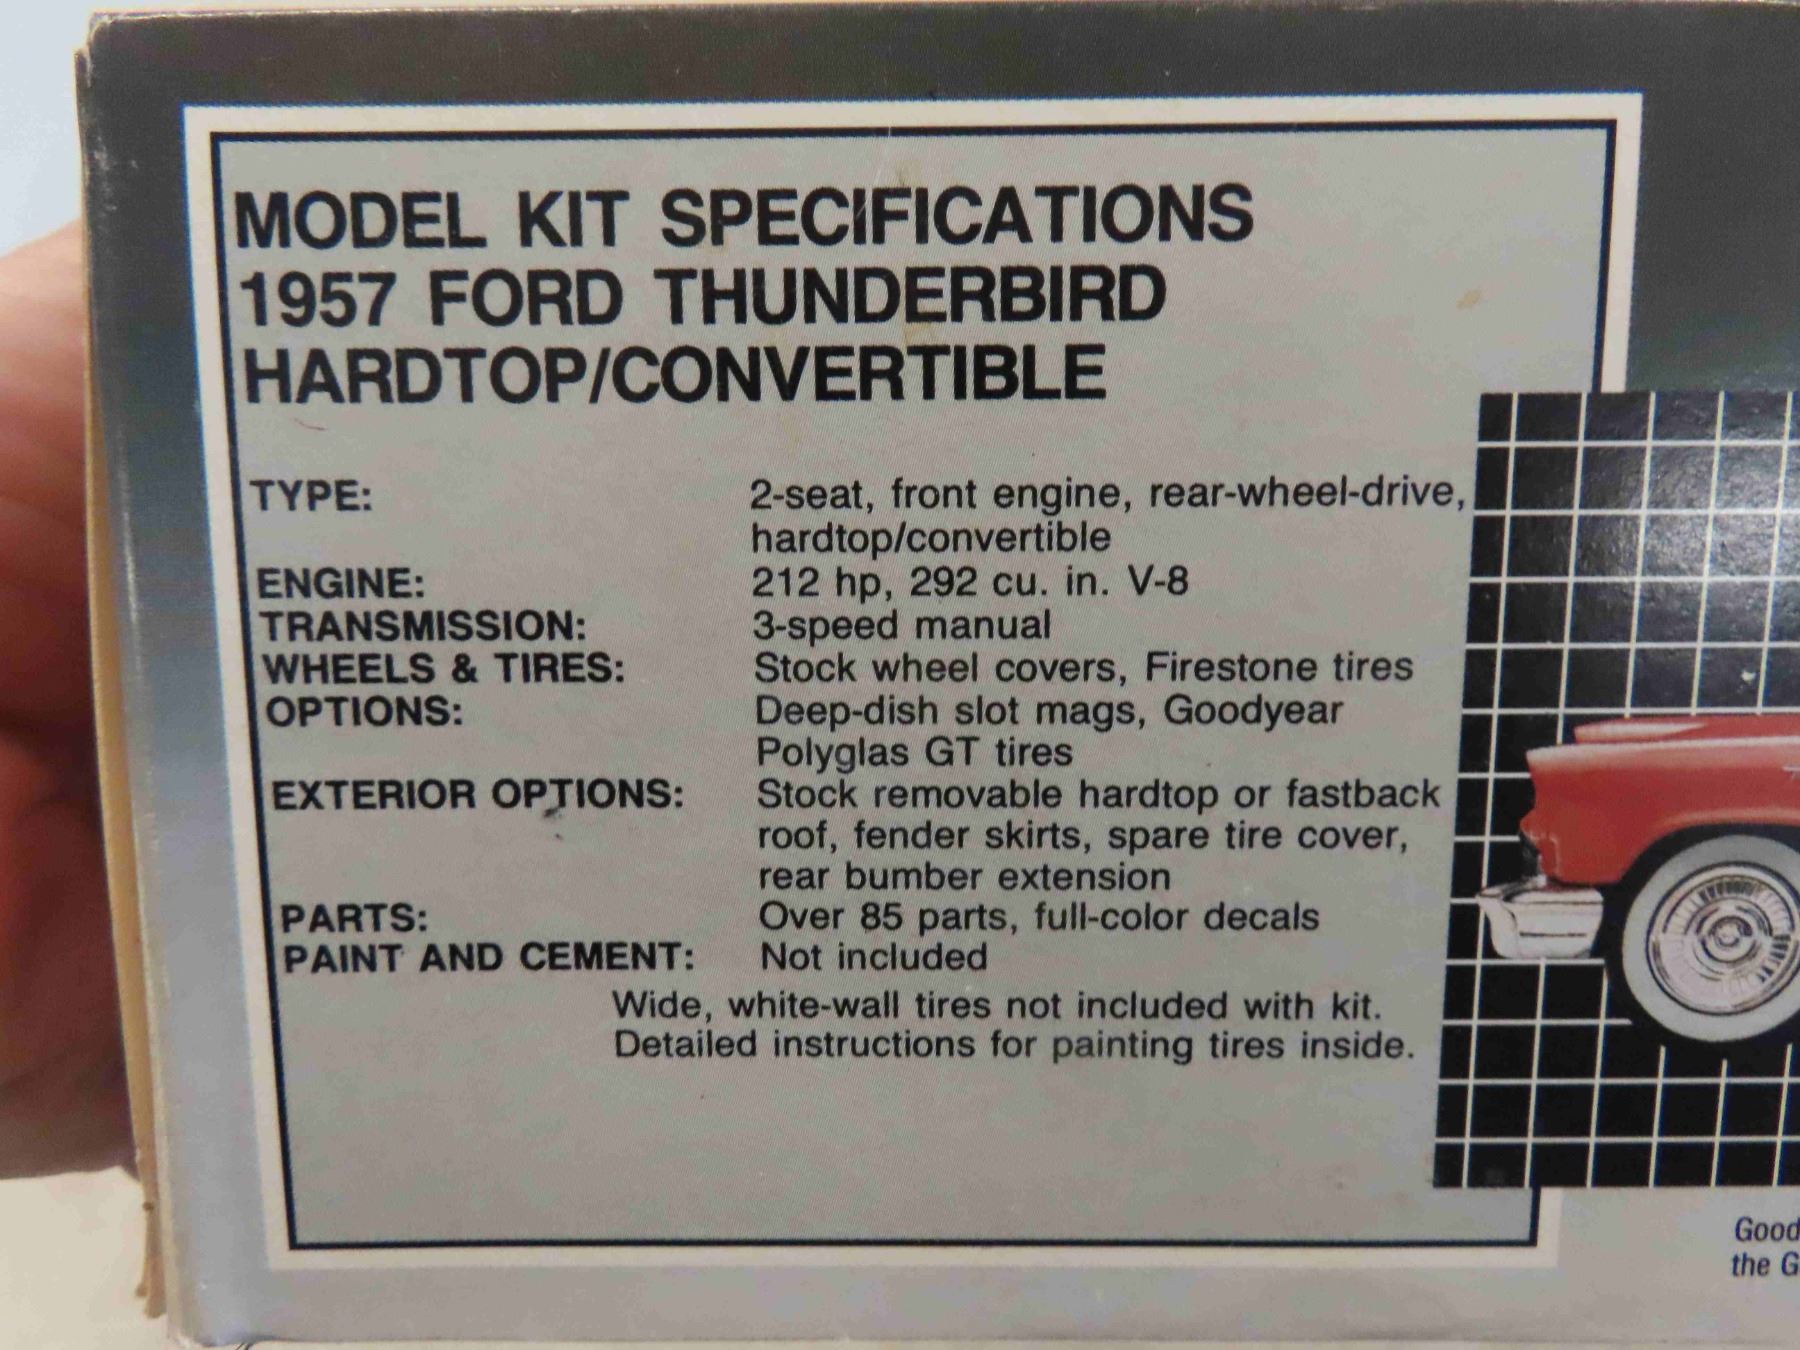 MODEL KIT SPECIFICATIONS
1957 FORD THUNDERBIRD
HARDTOP/CONVERTIBLE
TYPE: 2-seat, front engine, rear-wheel-drive,
hardtop/convertible
ENGINE: 212 hp, 292 cu. in. V-8
TRANSMISSION: 3-speed manual
WHEELS & TIRES: Stock wheel covers, Firestone tires
OPTIONS: Deep-dish slot mags, Goodyear
Polyglas GT tires
EXTERIOR OPTIONS: Stock removable hardtop or fastback
roof, fender skirts, spare tire cover,
rear bumber extension
PARTS: Over 85 parts, full-color decals
PAINT AND CEMENT: Not included
Wide, white-wall tires not included with kit.
Detailed instructions for painting tires inside.
Good
the G